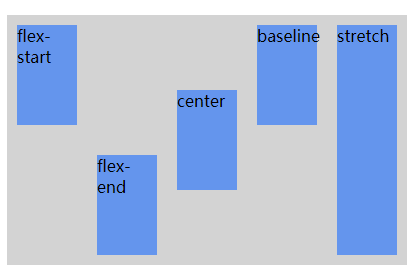 flex-
start
flex-
end
center
baseline
stretch